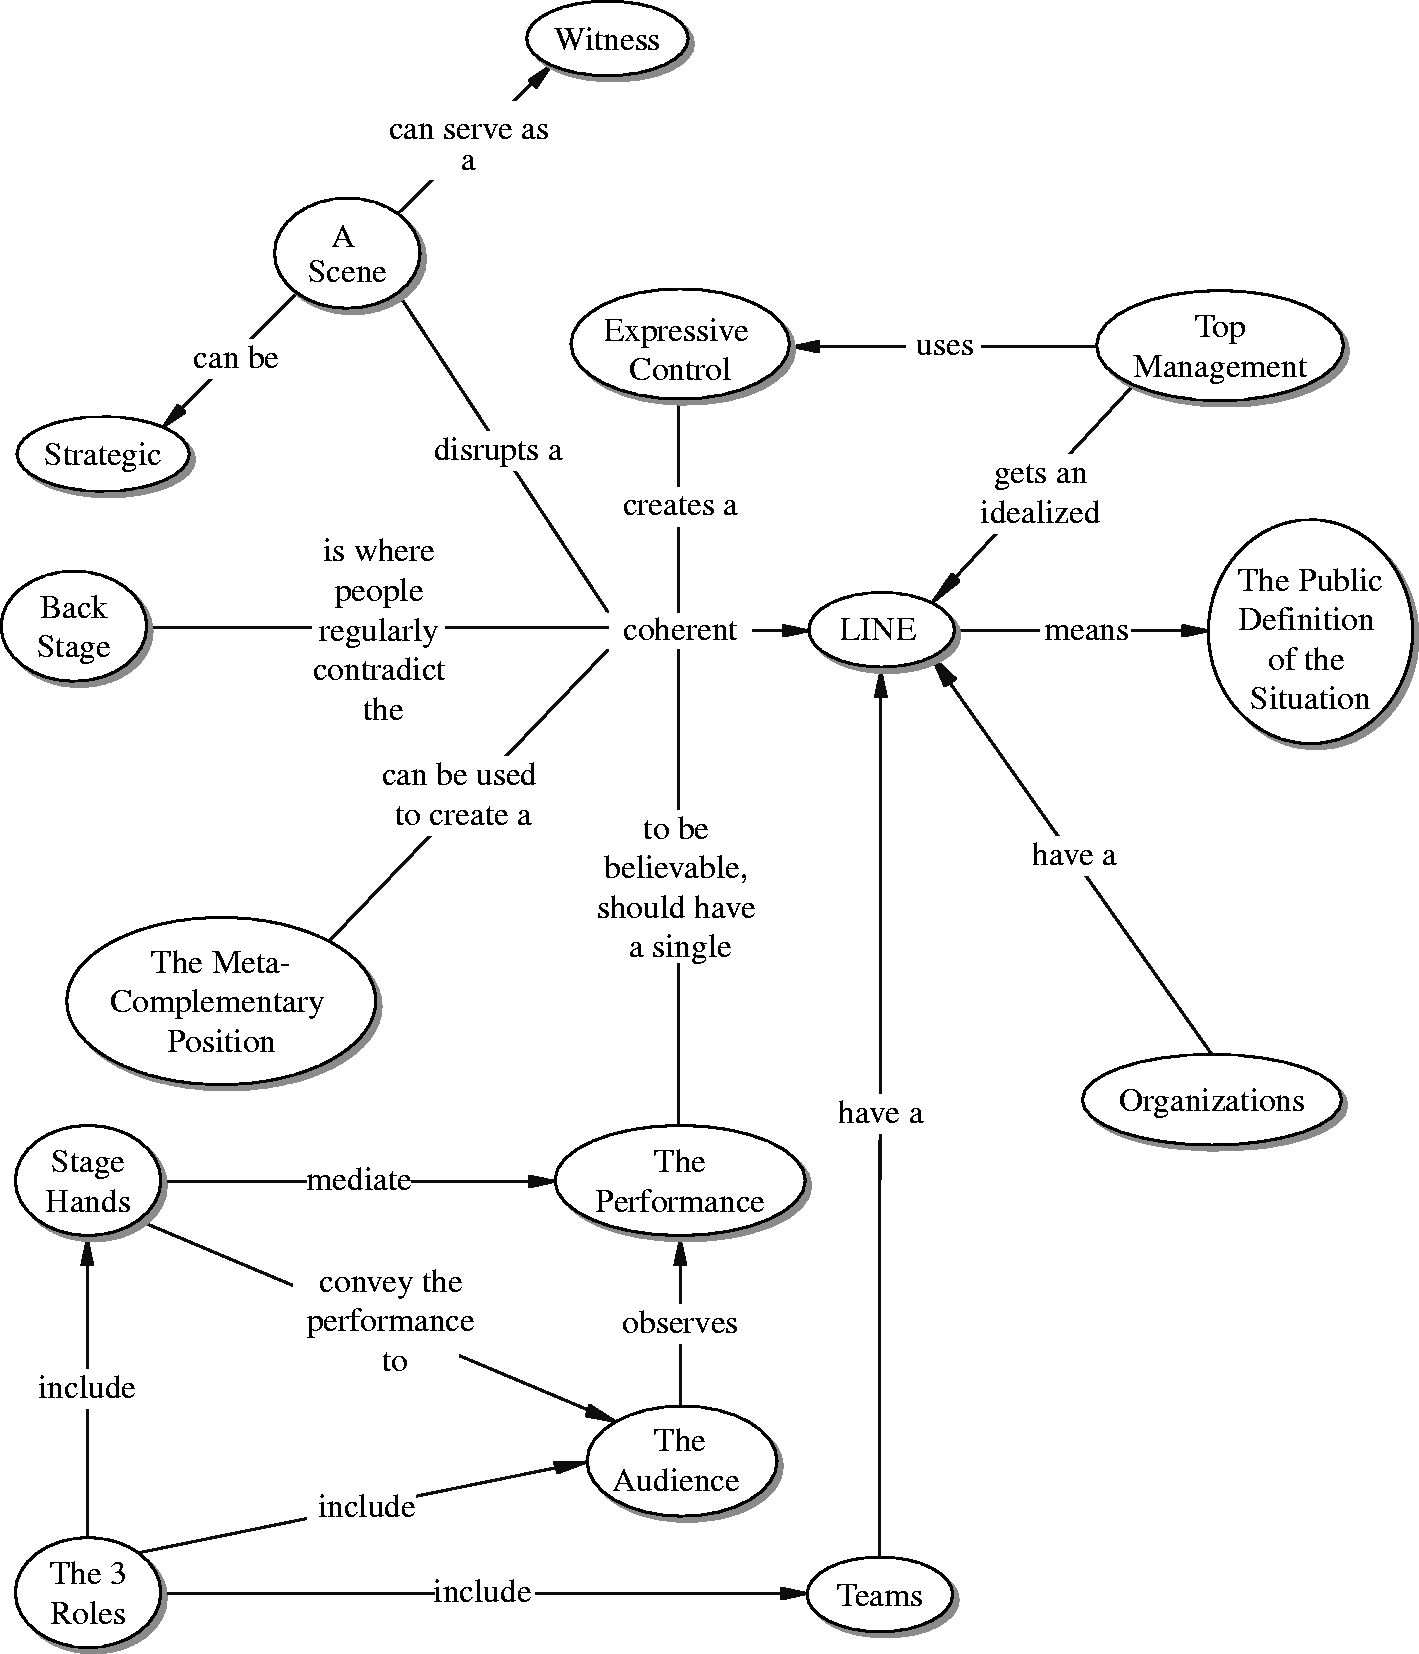 Witness
can serve as
a
A
Scene
can be
Strategic
disrupts a
Expressive
Control
uses
Top
Management
creates a
gets an
idealized
Back
Stage
is where
people
regularly
contradict
the
coherent
LINE
means
The Public
Definition
of the
Situation
can be used
to create a
to be
believable,
should have
a single
have a
The Meta-
Complementary
Position
Organizations
have a
Stage
Hands
mediate
The
Performance
convey the
performance
to
observes
include
The
Audience
include
The 3
Roles
include
Teams